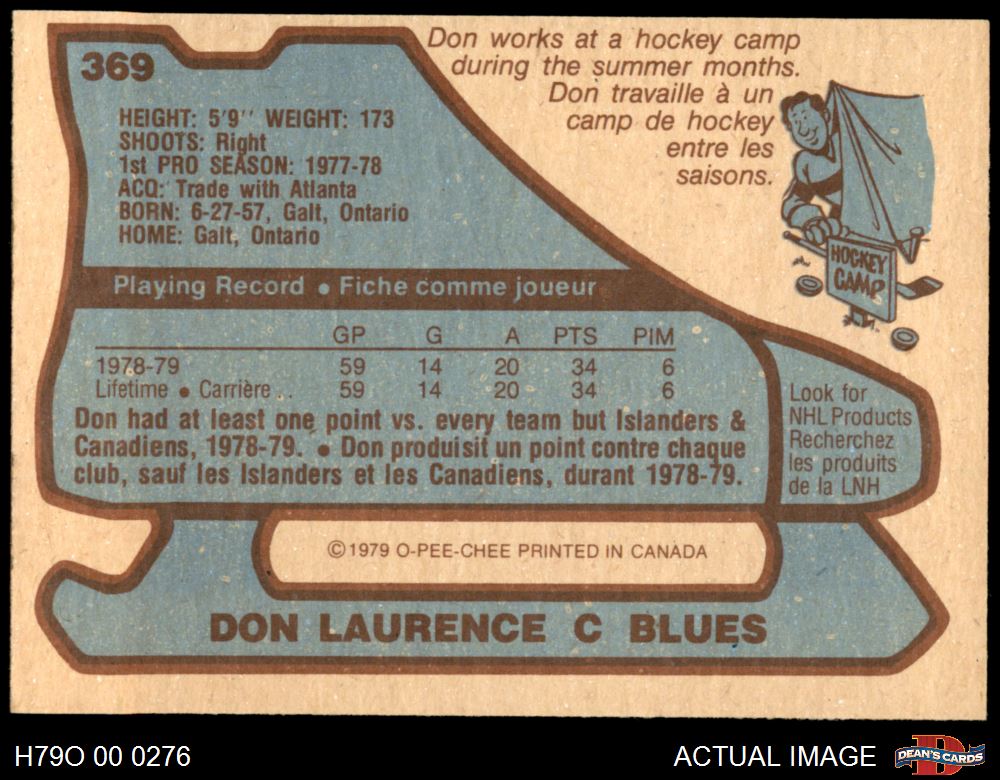 369
Don works at a hockey camp
during the summer months.
Don travaille à un
camp de hockey
entre les
saisons.
HOCKEY
CAMP
HEIGHT: 5'9'' WEIGHT: 173
SHOOTS: Right
1st PRO SEASON: 1977-78
ACQ: Trade with Atlanta
BORN: 6-27-57, Galt, Ontario
HOME: Galt, Ontario
Playing Record • Fiche comme joueur
GP G A PTS PIM
1978-79 59 14 20 34 6
Lifetime • Carrière.. 59 14 20 34 6
Don had at least one point vs. every team but Islanders &
Canadiens, 1978-79. • Don produisit un point contre chaque
club, sauf les Islanders et les Canadiens, durant 1978-79.
Look for
NHL Products
Recherchez
les produits
de la LNH
©1979 O-PEE-CHEE PRINTED IN CANADA
DON LAURENCE C BLUES
H79O 00 0276
ACTUAL IMAGE
D
DEAN'S CARDS